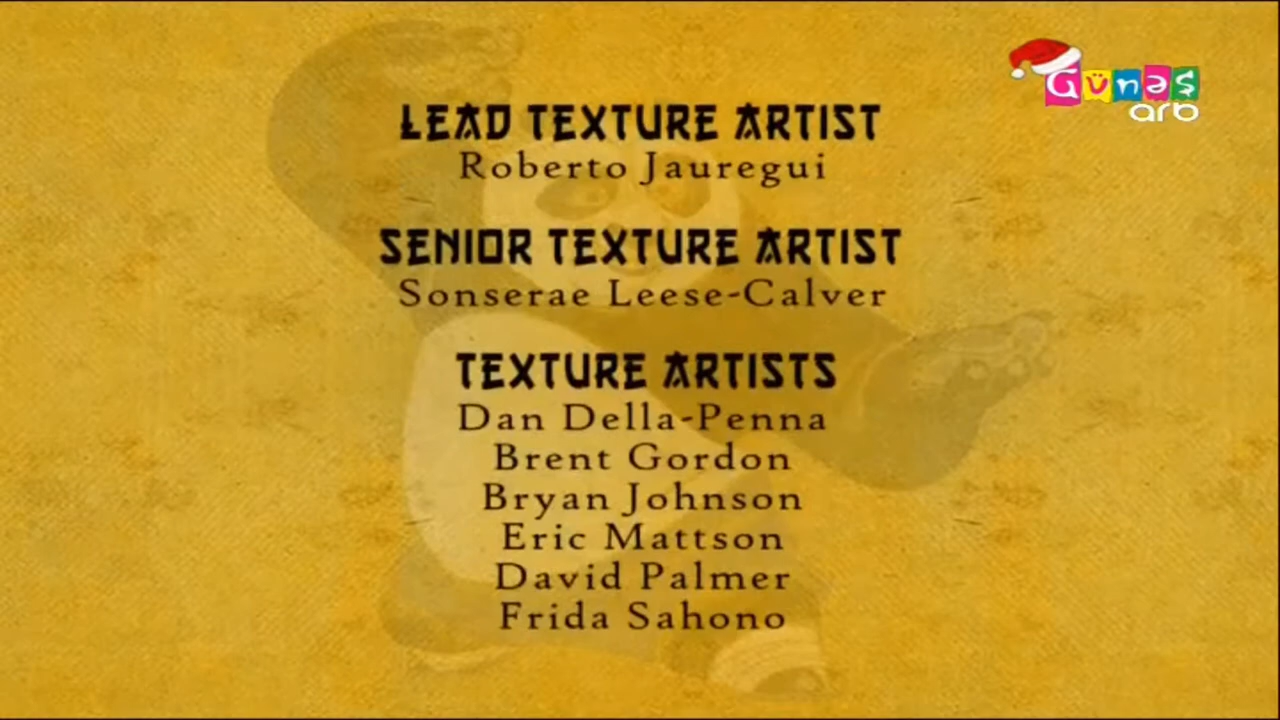 Günəş
arb
LEAD TEXTURE ARTIST
Roberto Jauregui
SENIOR TEXTURE ARTIST
Sonserae Leese-Calver
TEXTURE ARTISTS
Dan Della-Penna
Brent Gordon
Bryan Johnson
Eric Mattson
David Palmer
Frida Sahono